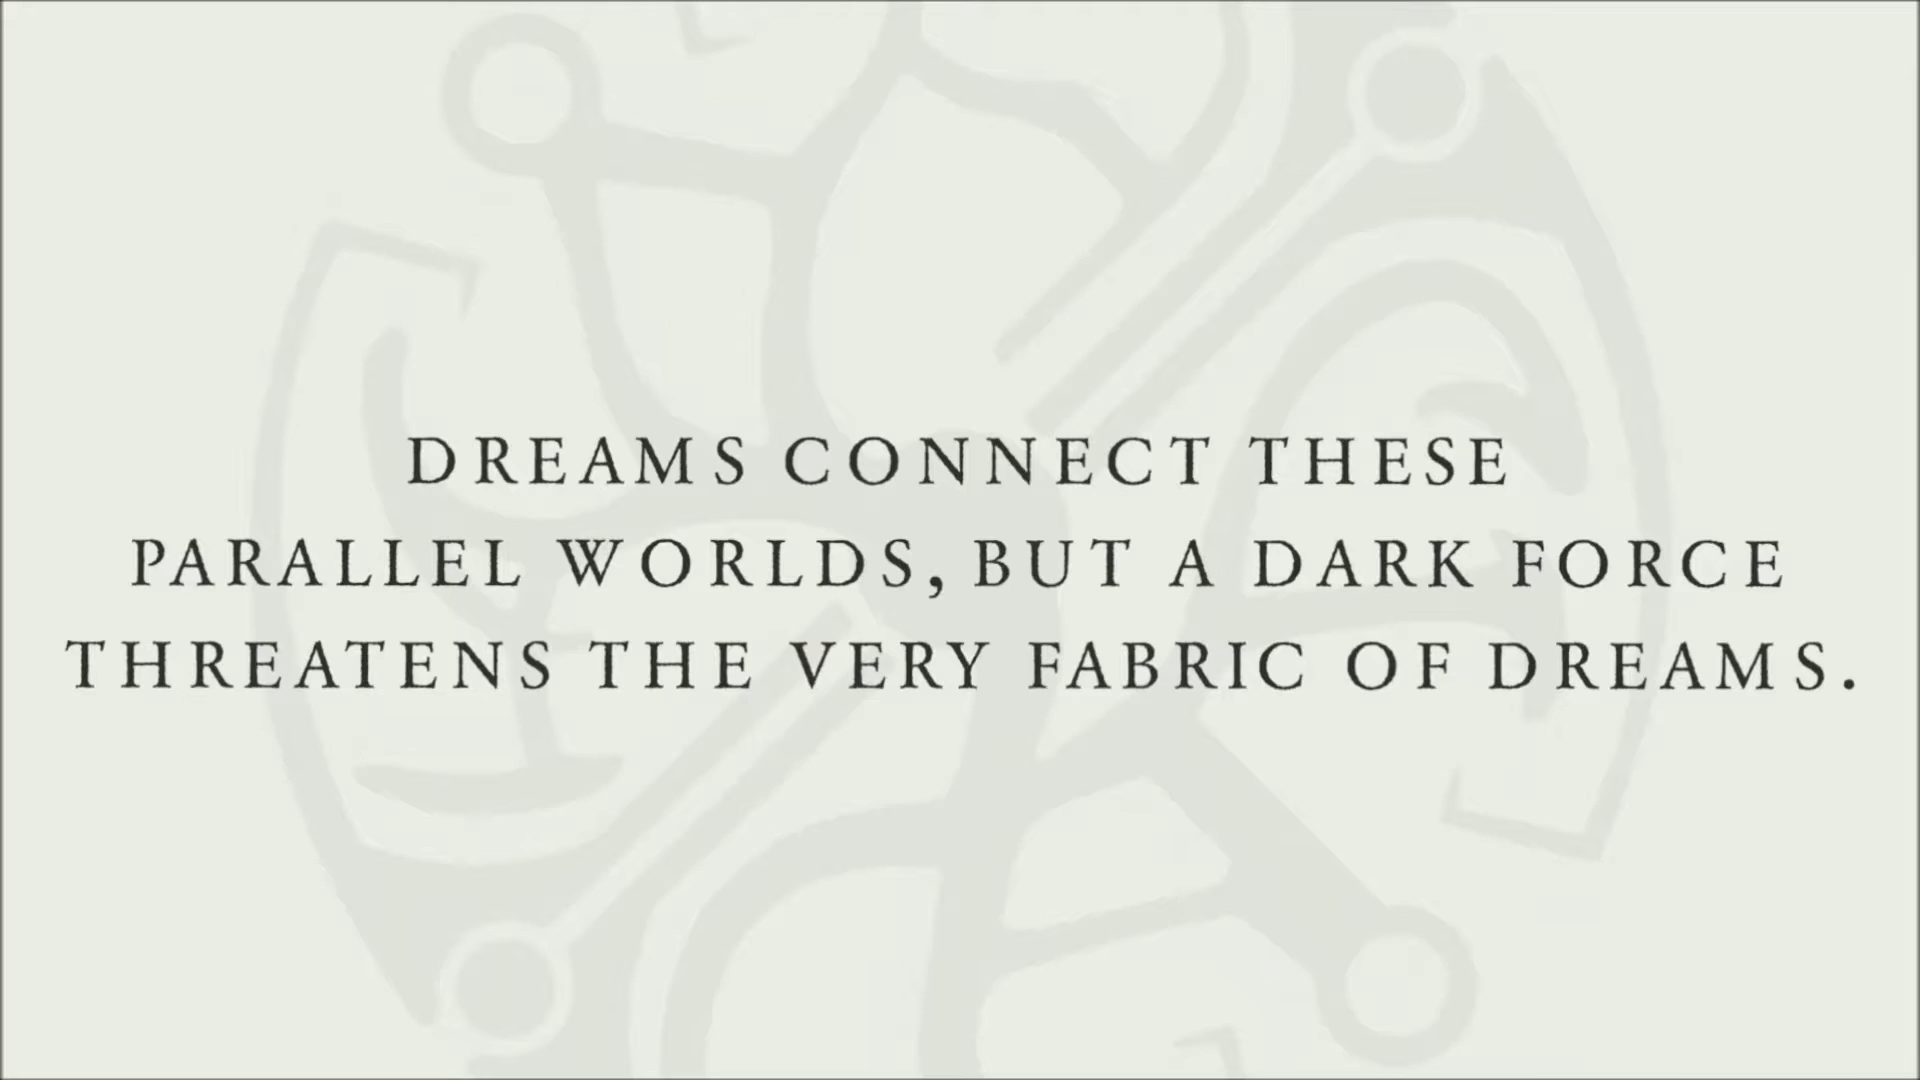 DREAMS CONNECT THESE
PARALLEL WORLDS, BUT A DARK FORCE
THREATENS THE VERY FABRIC OF DREAMS.